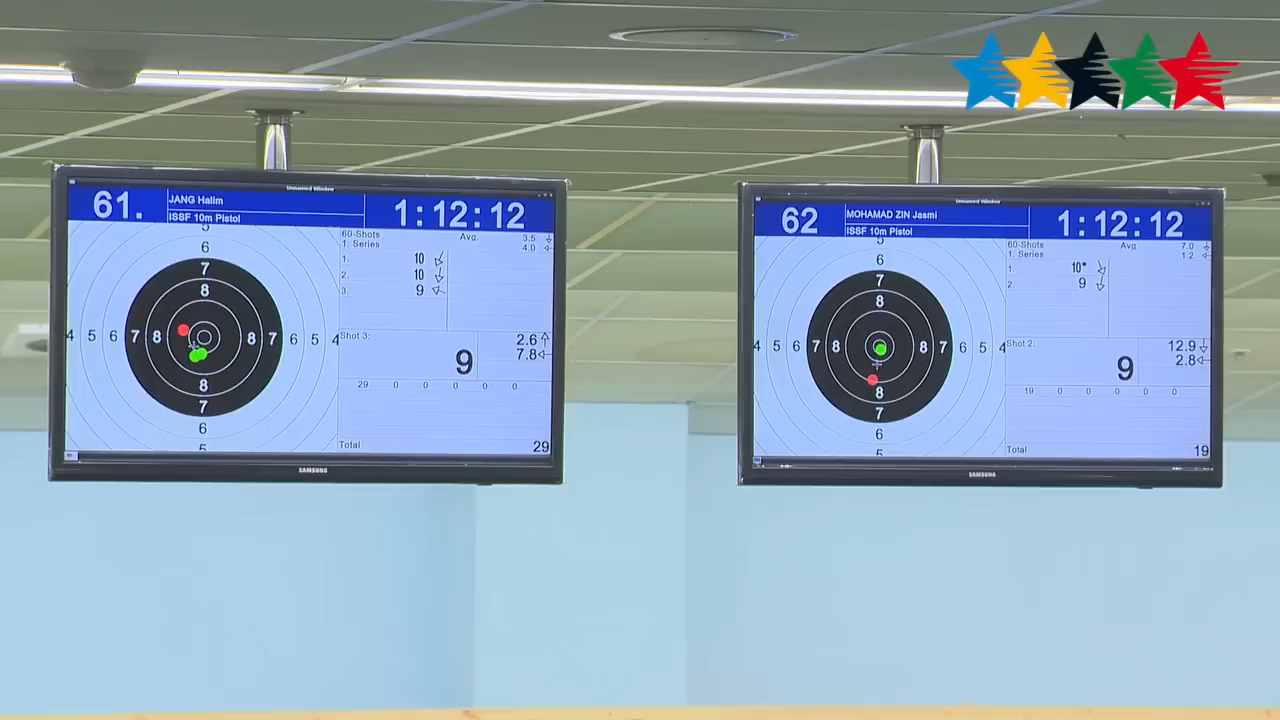 Unnamed Window
61. JANG Halim 1:12:12
ISSF 10m Pistol
60-Shots Avg. 3.5
1. Series 4.0
1. 10
2. 10
3. 9
Shot 3: 2.6
9 7.8
29 0 0 0 0 0
Total 29
5
6
7
8
4 5 6 7 8 8 7 6 5 4
8
7
6
5
SAMSUNG
Unnamed Window
62 MOHAMAD ZIN Jasmi 1:12:12
ISSF 10m Pistol
60-Shots Avg. 7.0
1. Series 1.2
1. 10*
2. 9
Shot 2: 12.9
9 2.8
19 0 0 0 0 0
Total 19
5
6
7
8
4 5 6 7 8 8 7 6 5 4
8
7
6
5
SAMSUNG